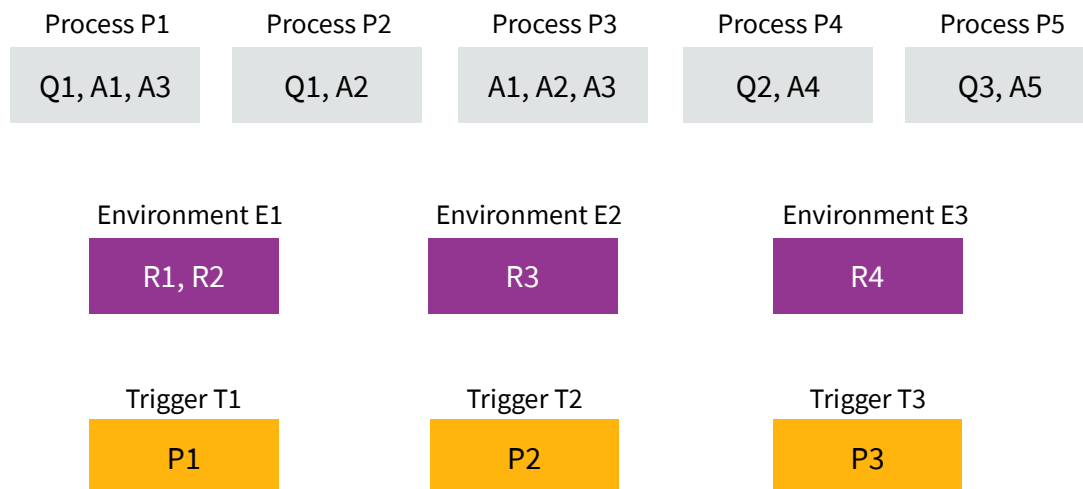 Process P1 Process P2 Process P3 Process P4 Process P5
Q1, A1, A3 Q1, A2 A1, A2, A3 Q2, A4 Q3, A5
Environment E1 Environment E2 Environment E3
R1, R2 R3 R4
Trigger T1 Trigger T2 Trigger T3
P1 P2 P3